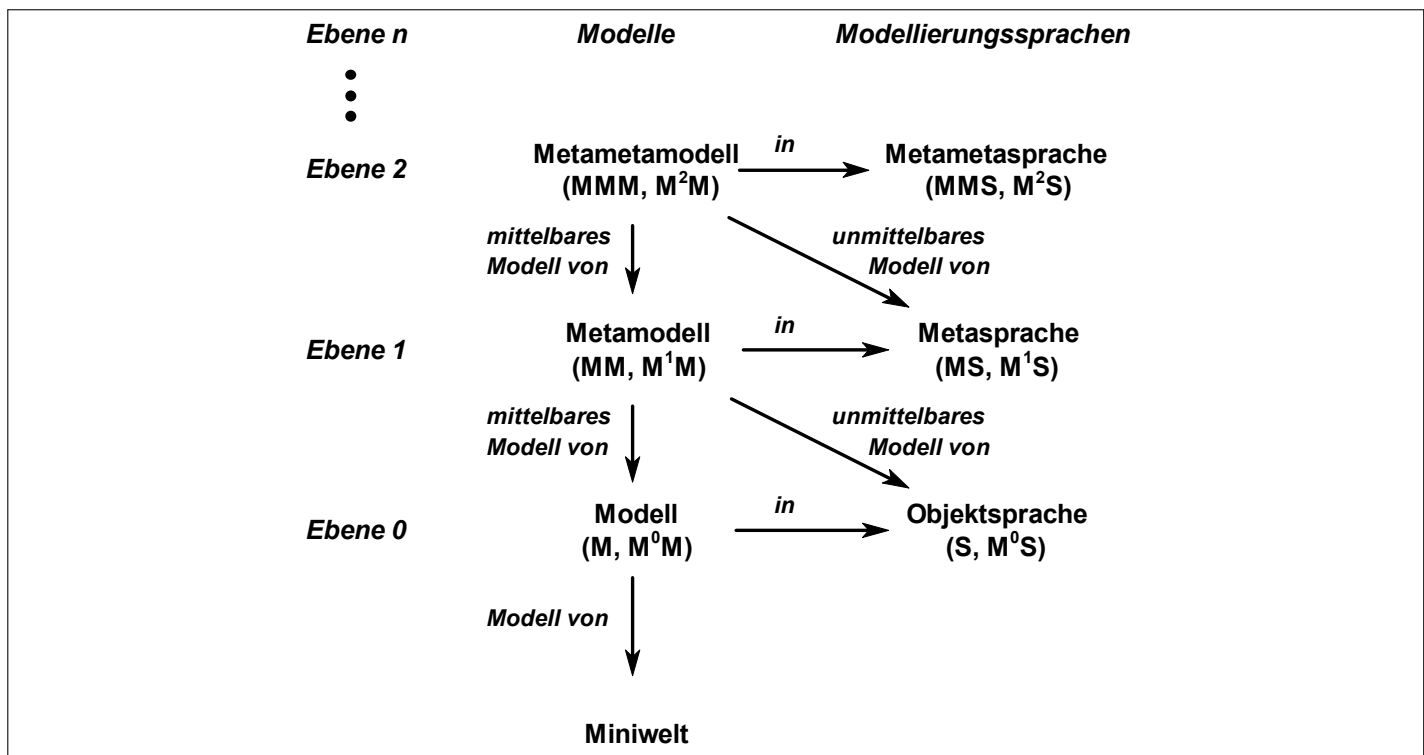 Ebene n Modelle Modellierungssprachen
Ebene 2 Metametamodell in Metametasprache
(MMM, M²M) (MMS, M²S)
mittelbares unmittelbares
Modell von Modell von
Ebene 1 Metamodell in Metasprache
(MM, M¹M) (MS, M¹S)
mittelbares unmittelbares
Modell von Modell von
Ebene 0 Modell in Objektsprache
(M, M⁰M) (S, M⁰S)
Modell von
Miniwelt